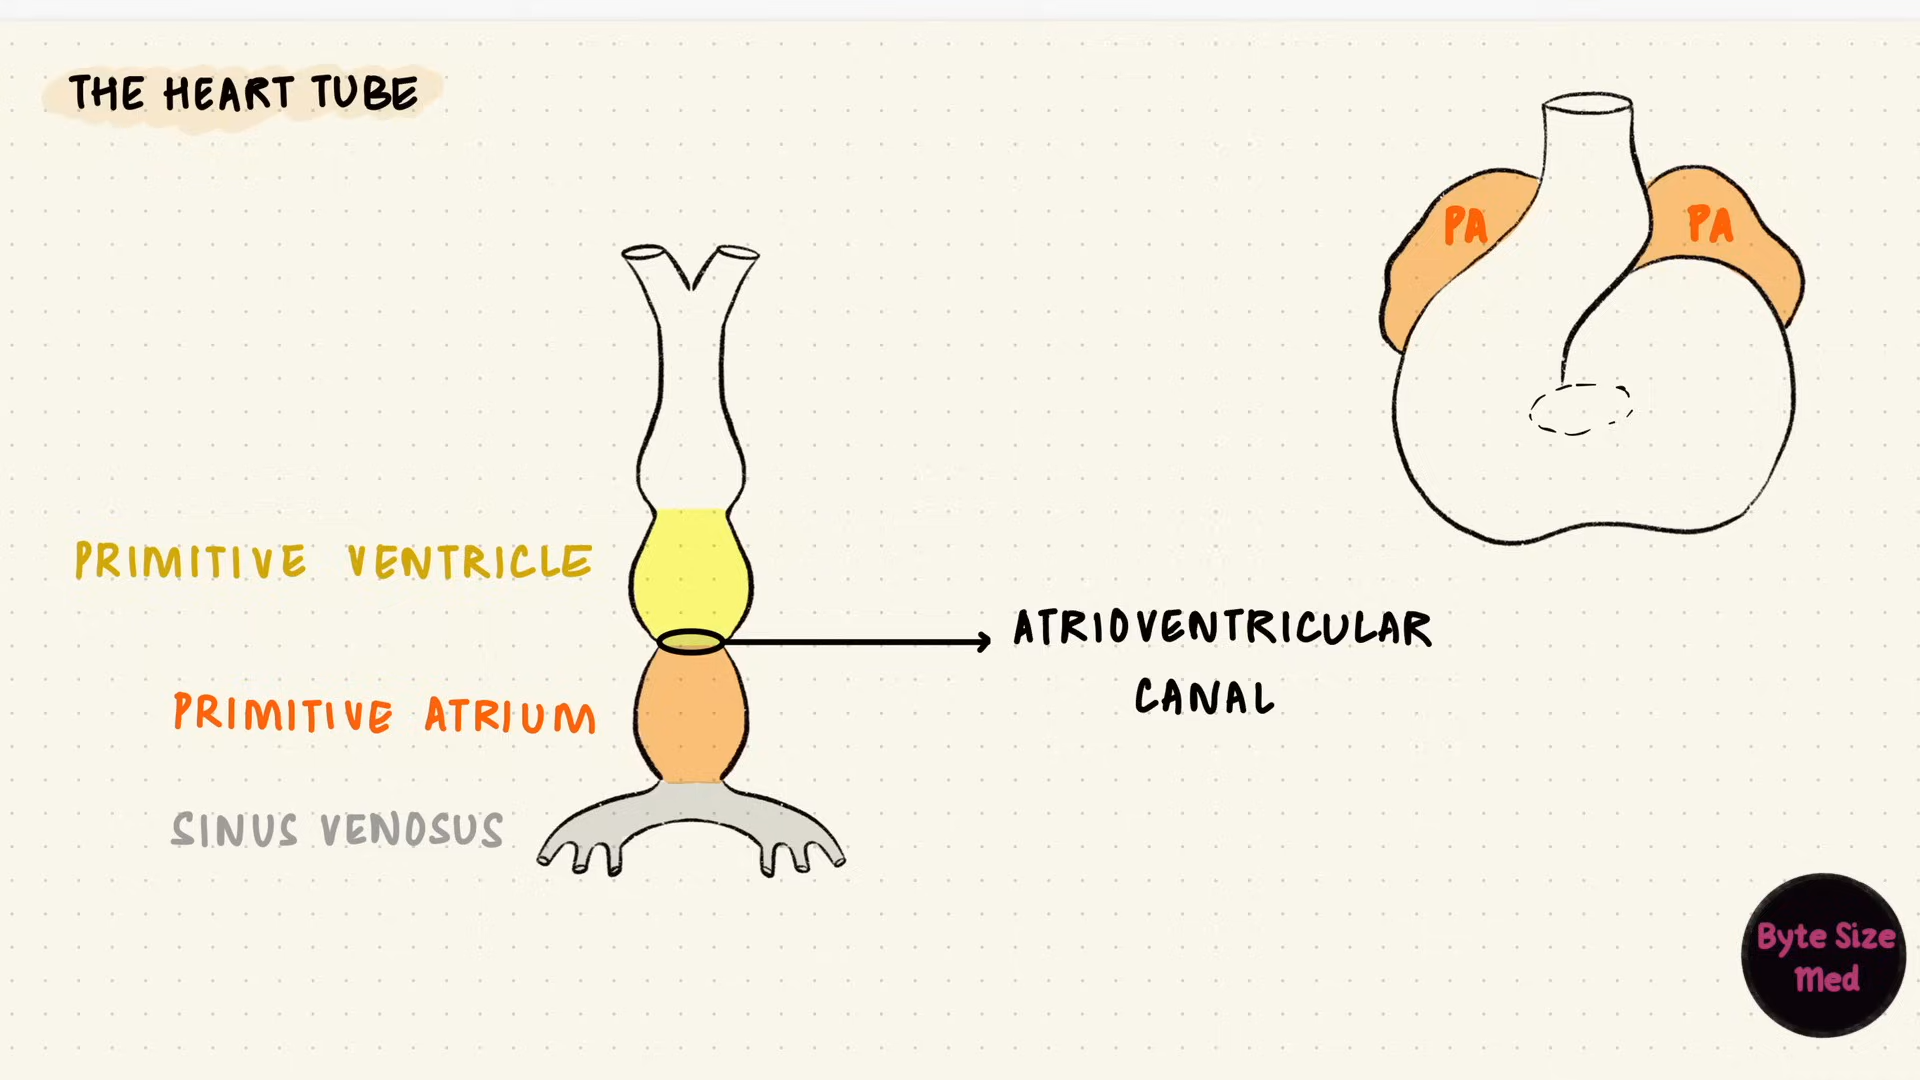 THE HEART TUBE
PA
PA
PRIMITIVE VENTRICLE
ATRIOVENTRICULAR
CANAL
PRIMITIVE ATRIUM
SINUS VENOSUS
Byte Size
Med